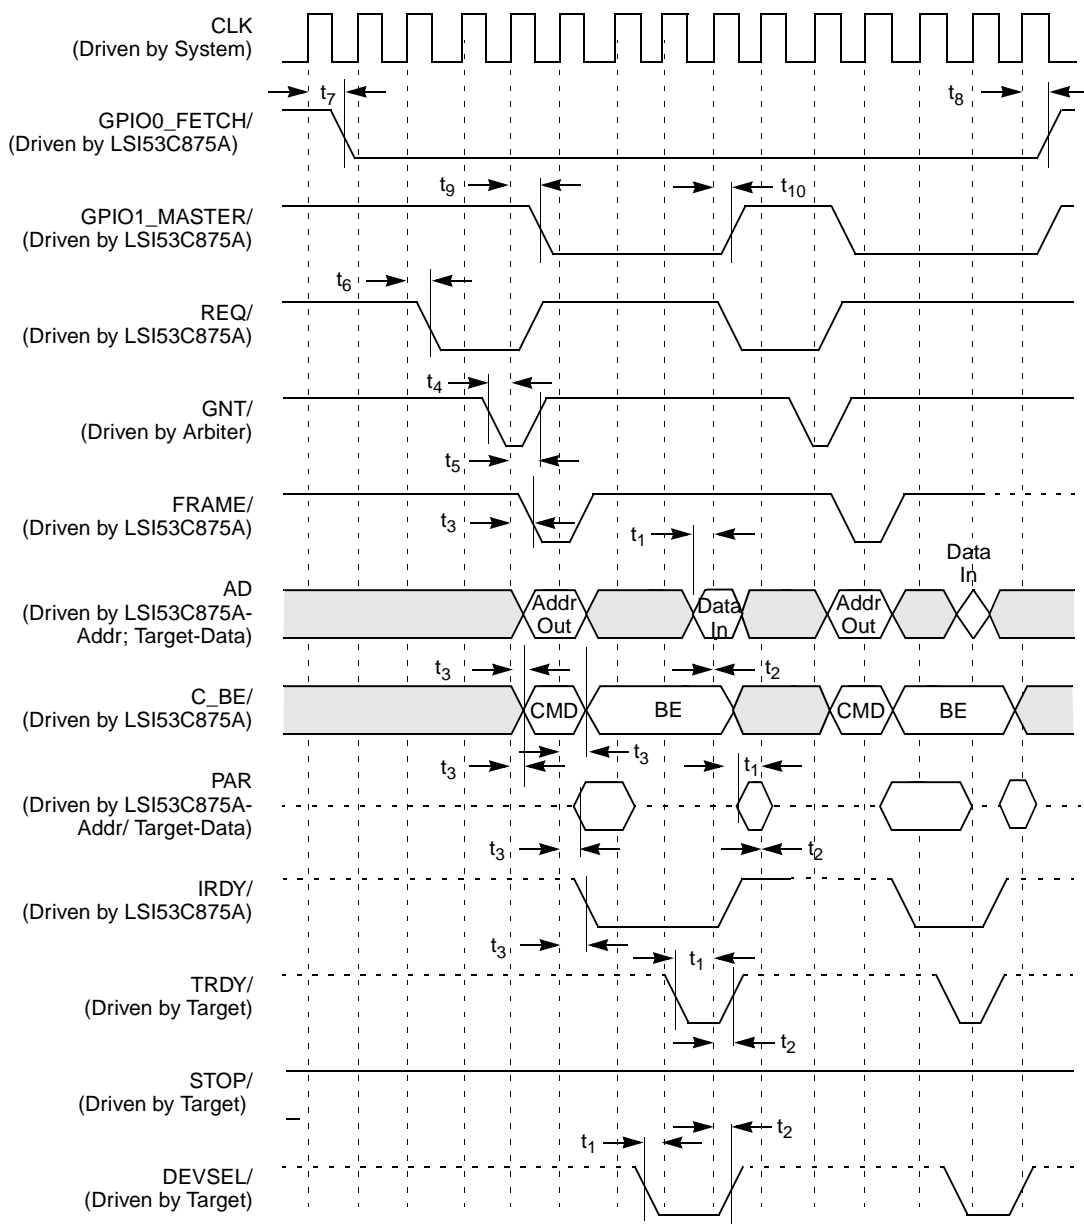 CLK
(Driven by System)
t7
t8
GPIO0_FETCH/
(Driven by LSI53C875A)
t9
t10
GPIO1_MASTER/
(Driven by LSI53C875A)
t6
REQ/
(Driven by LSI53C875A)
t4
GNT/
(Driven by Arbiter)
t5
FRAME/
(Driven by LSI53C875A)
t3
t1
Data
In
AD
(Driven by LSI53C875A-
Addr; Target-Data)
Addr
Out
Data
In
Addr
Out
t3
t2
C_BE/
(Driven by LSI53C875A)
CMD
BE
CMD
BE
t3
t3
t1
PAR
(Driven by LSI53C875A-
Addr/ Target-Data)
t3
t2
IRDY/
(Driven by LSI53C875A)
t3
t1
TRDY/
(Driven by Target)
t2
STOP/
(Driven by Target)
t1
t2
DEVSEL/
(Driven by Target)